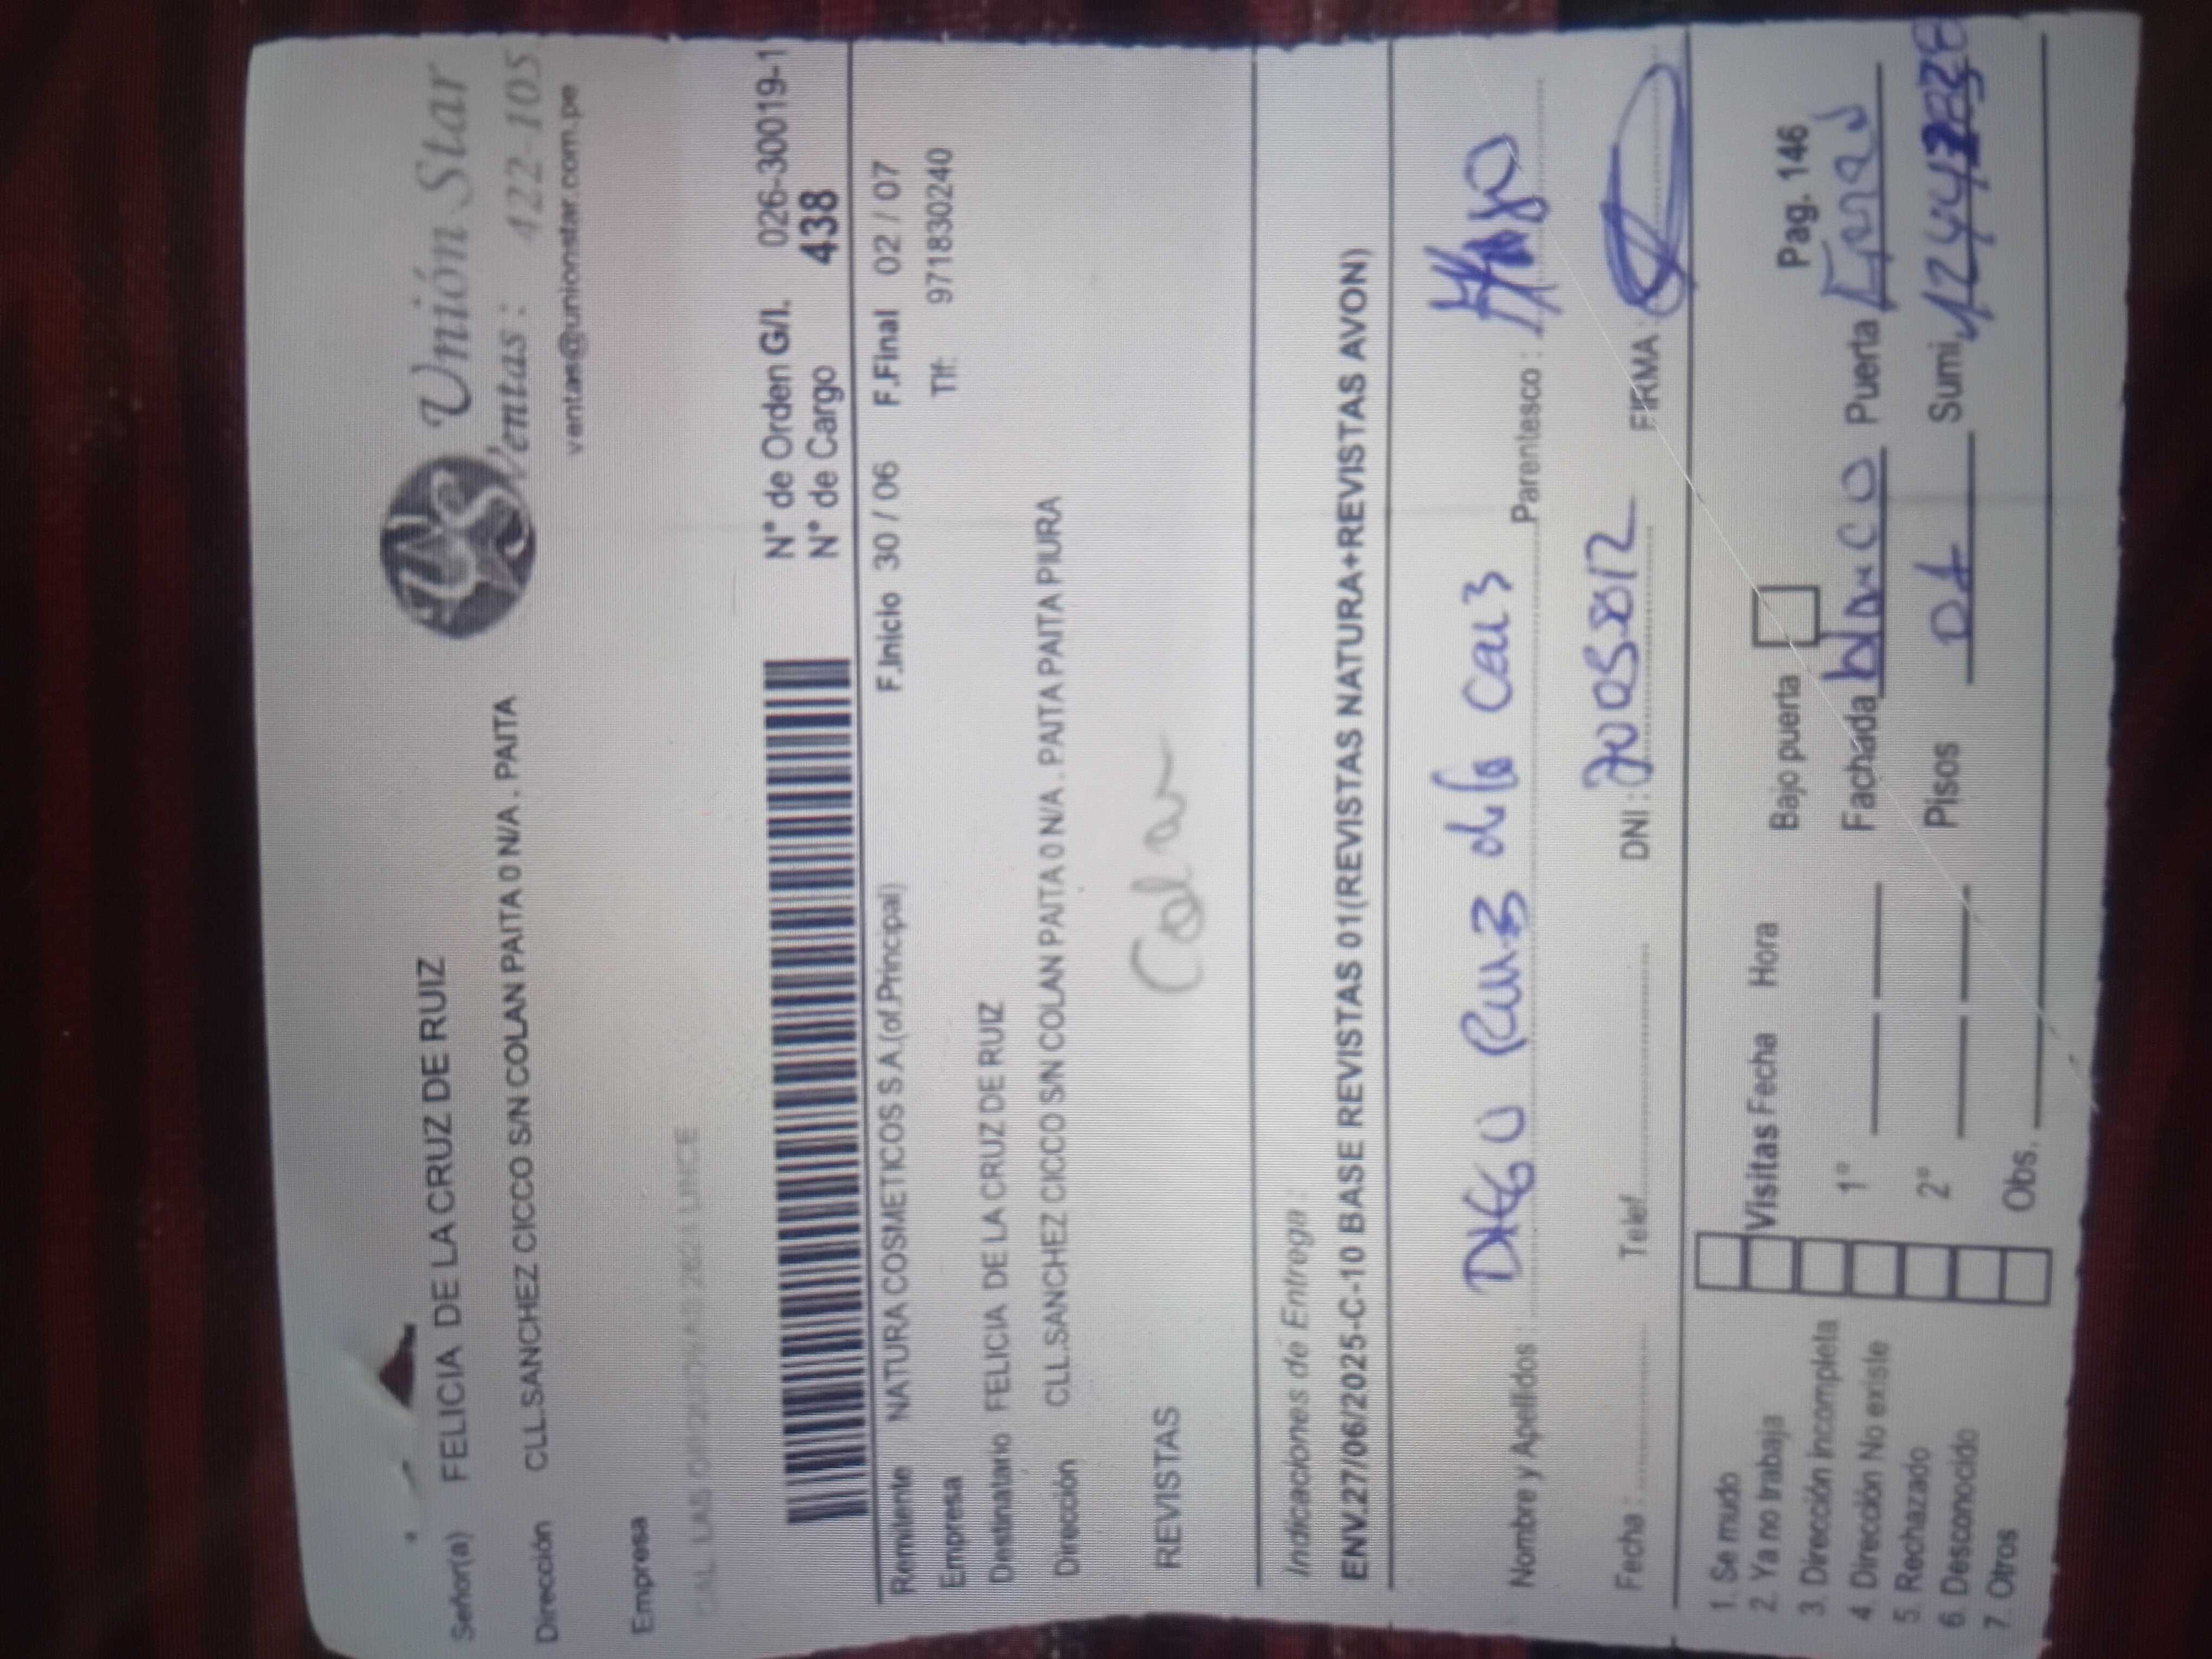 Unión Star
Ventas : 422-105
ventas@unionstar.com.pe
Señor(a) FELICIA DE LA CRUZ DE RUIZ
Dirección CLL.SANCHEZ CICCO S/N COLAN PAITA 0 N/A . PAITA
Empresa
N° de Orden G/I. 026-30019-1
N° de Cargo 438
Remitente NATURA COSMETICOS S.A.(of.Principal) F.Inicio 30 / 06 F.Final 02 / 07
Empresa Tlf: 971830240
Destinatario FELICIA DE LA CRUZ DE RUIZ
Dirección CLL.SANCHEZ CICCO S/N COLAN PAITA 0 N/A . PAITA PAITA PIURA
REVISTAS
Colan
Indicaciones de Entrega :
ENV.27/06/2025-C-10 BASE REVISTAS 01(REVISTAS NATURA+REVISTAS AVON)
Nombre y Apellidos : Diego Ruiz de la Cruz Parentesco :
Fecha : Telef. DNI : FIRMA :
1. Se mudo
2. Ya no trabaja
3. Dirección incompleta
4. Dirección No existe
5. Rechazado
6. Desconocido
7. Otros
Visitas Fecha Hora Bajo puerta Pag. 146
1° Fachada blanco Puerta
2° Pisos 01 Sumi.
Obs.